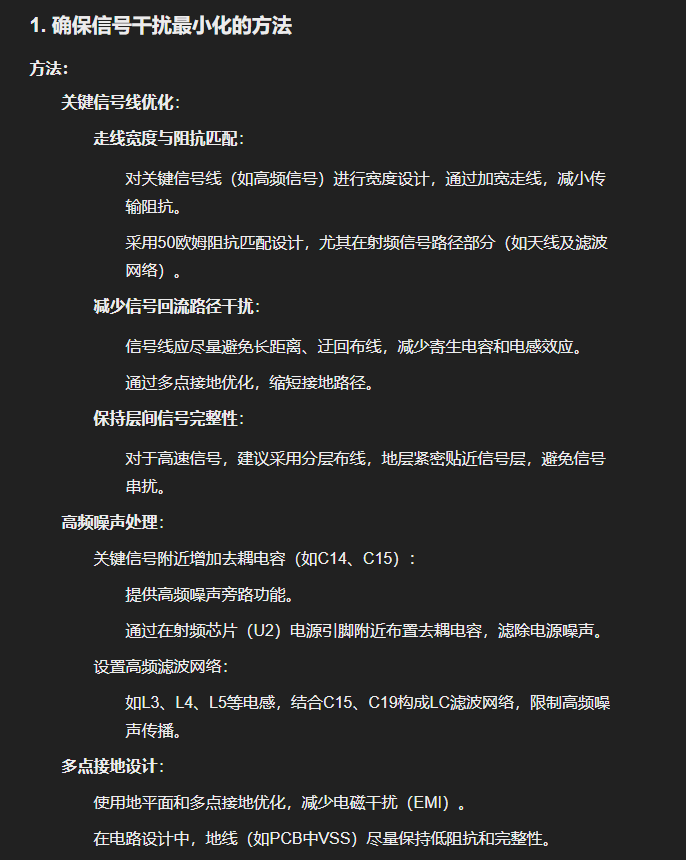 1. 确保信号干扰最小化的方法
方法：
关键信号线优化：
走线宽度与阻抗匹配：
对关键信号线（如高频信号）进行宽度设计，通过加宽走线，减小传
输阻抗。
采用50欧姆阻抗匹配设计，尤其在射频信号路径部分（如天线及滤波
网络）。
减少信号回流路径干扰：
信号线应尽量避免长距离、迂回布线，减少寄生电容和电感效应。
通过多点接地优化，缩短接地路径。
保持层间信号完整性：
对于高速信号，建议采用分层布线，地层紧密贴近信号层，避免信号
串扰。
高频噪声处理：
关键信号附近增加去耦电容（如C14、C15）：
提供高频噪声旁路功能。
通过在射频芯片（U2）电源引脚附近布置去耦电容，滤除电源噪声。
设置高频滤波网络：
如L3、L4、L5等电感，结合C15、C19构成LC滤波网络，限制高频噪
声传播。
多点接地设计：
使用地平面和多点接地优化，减少电磁干扰（EMI）。
在电路设计中，地线（如PCB中VSS）尽量保持低阻抗和完整性。